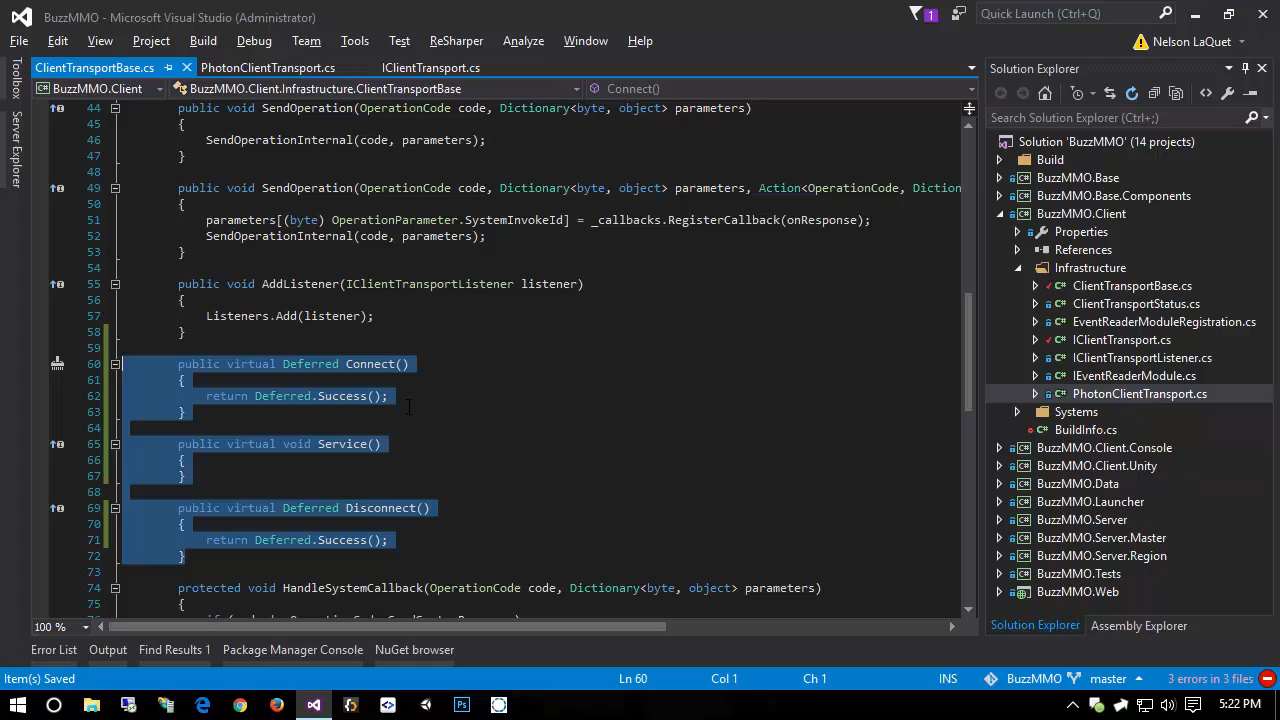 BuzzMMO - Microsoft Visual Studio (Administrator)
1
Quick Launch (Ctrl+Q)
File Edit View Project Build Debug Team Tools Test ReSharper Analyze Window Help
Nelson LaQuet
ClientTransportBase.cs PhotonClientTransport.cs IClientTransport.cs
BuzzMMO.Client BuzzMMO.Client.Infrastructure.ClientTransportBase Connect()
Toolbox
Server Explorer
44 public void SendOperation(OperationCode code, Dictionary<byte, object> parameters)
45 {
46 SendOperationInternal(code, parameters);
47 }
48
49 public void SendOperation(OperationCode code, Dictionary<byte, object> parameters, Action<OperationCode, Diction
50 {
51 parameters[(byte) OperationParameter.SystemInvokeId] = _callbacks.RegisterCallback(onResponse);
52 SendOperationInternal(code, parameters);
53 }
54
55 public void AddListener(IClientTransportListener listener)
56 {
57 Listeners.Add(listener);
58 }
59
60 public virtual Deferred Connect()
61 {
62 return Deferred.Success();
63 }
64
65 public virtual void Service()
66 {
67 }
68
69 public virtual Deferred Disconnect()
70 {
71 return Deferred.Success();
72 }
73
74 protected void HandleSystemCallback(OperationCode code, Dictionary<byte, object> parameters)
75 {
100 %
Solution Explorer
Search Solution Explorer (Ctrl+;)
Solution 'BuzzMMO' (14 projects)
Build
BuzzMMO.Base
BuzzMMO.Base.Components
BuzzMMO.Client
Properties
References
Infrastructure
ClientTransportBase.cs
ClientTransportStatus.cs
EventReaderModuleRegistration.cs
IClientTransport.cs
IClientTransportListener.cs
IEventReaderModule.cs
PhotonClientTransport.cs
Systems
BuildInfo.cs
BuzzMMO.Client.Console
BuzzMMO.Client.Unity
BuzzMMO.Data
BuzzMMO.Launcher
BuzzMMO.Server
BuzzMMO.Server.Master
BuzzMMO.Server.Region
BuzzMMO.Tests
BuzzMMO.Web
Solution Explorer Assembly Explorer
Error List Output Find Results 1 Package Manager Console NuGet browser
Item(s) Saved Ln 60 Col 1 Ch 1 INS BuzzMMO master 3 errors in 3 files
Ps
5:22 PM